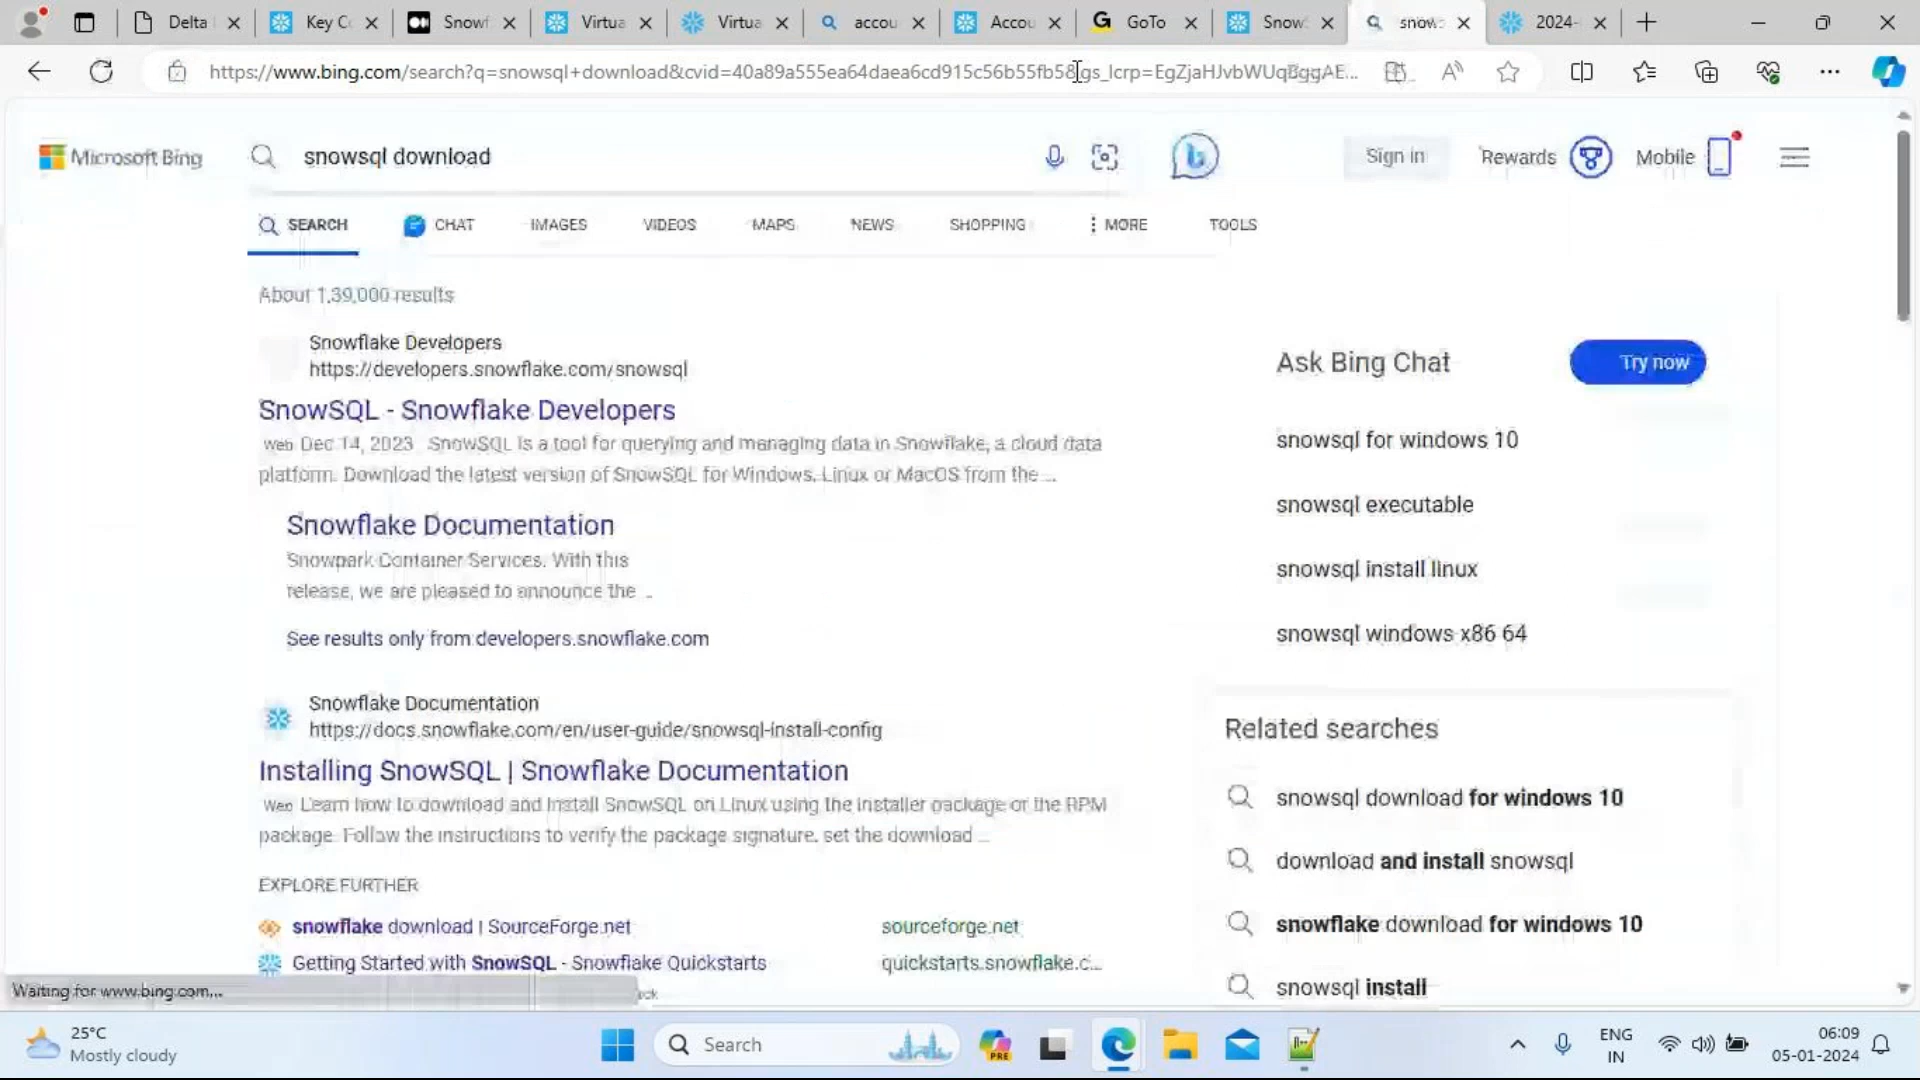 Delta
Key C
Snowf
Virtua
Virtua
accou
Accou
GoTo
Snow
snows
2024-
https://www.bing.com/search?q=snowsql+download&cvid=40a89a555ea64daea6cd915c56b55fb58&gs_lcrp=EgZjaHJvbWUqBggAE...
Microsoft Bing
snowsql download
Sign in
Rewards
Mobile
SEARCH
CHAT
IMAGES
VIDEOS
MAPS
NEWS
SHOPPING
MORE
TOOLS
About 1,39,000 results
Snowflake Developers
https://developers.snowflake.com/snowsql
SnowSQL - Snowflake Developers
Web Dec 14, 2023 SnowSQL is a tool for querying and managing data in Snowflake, a cloud data
platform. Download the latest version of SnowSQL for Windows, Linux or MacOS from the ...
Snowflake Documentation
Snowpark Container Services. With this
release, we are pleased to announce the ...
See results only from developers.snowflake.com
Snowflake Documentation
https://docs.snowflake.com/en/user-guide/snowsql-install-config
Installing SnowSQL | Snowflake Documentation
Web Learn how to download and install SnowSQL on Linux using the installer package or the RPM
package. Follow the instructions to verify the package signature, set the download ...
EXPLORE FURTHER
snowflake download | SourceForge.net
sourceforge.net
Getting Started with SnowSQL - Snowflake Quickstarts
quickstarts.snowflake.c...
Ask Bing Chat
Try now
snowsql for windows 10
snowsql executable
snowsql install linux
snowsql windows x86 64
Related searches
snowsql download for windows 10
download and install snowsql
snowflake download for windows 10
snowsql install
Waiting for www.bing.com...
25°C
Mostly cloudy
Search
PRE
ENG
IN
06:09
05-01-2024